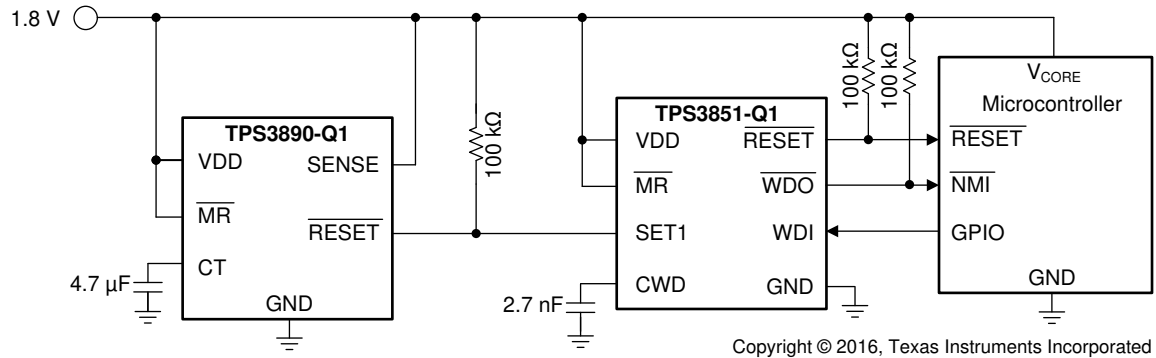 1.8 V
TPS3890-Q1
VDD
SENSE
MR
RESET
CT
GND
4.7 µF
100 kΩ
TPS3851-Q1
VDD
RESET
MR
WDO
SET1
WDI
CWD
GND
2.7 nF
100 kΩ
100 kΩ
VCORE
Microcontroller
RESET
NMI
GPIO
GND
Copyright © 2016, Texas Instruments Incorporated